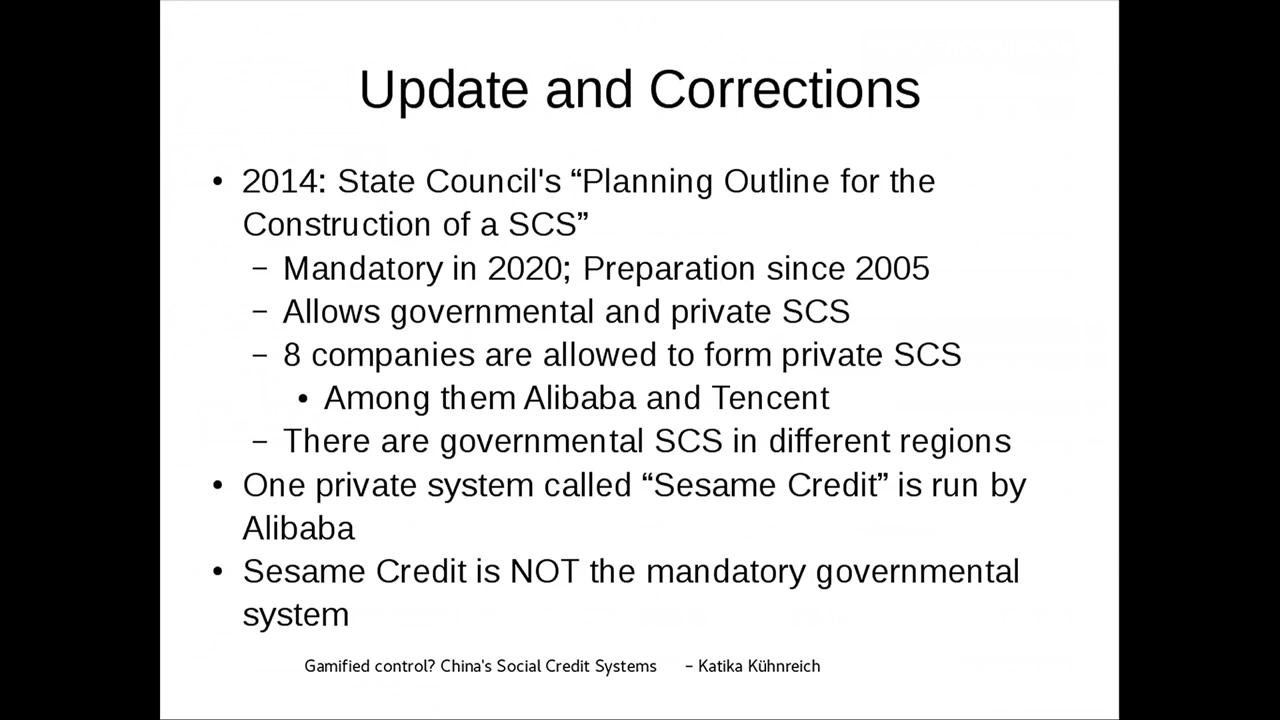 Update and Corrections
• 2014: State Council's “Planning Outline for the
Construction of a SCS”
– Mandatory in 2020; Preparation since 2005
– Allows governmental and private SCS
– 8 companies are allowed to form private SCS
• Among them Alibaba and Tencent
– There are governmental SCS in different regions
• One private system called “Sesame Credit” is run by
Alibaba
• Sesame Credit is NOT the mandatory governmental
system
Gamified control? China's Social Credit Systems – Katika Kühnreich